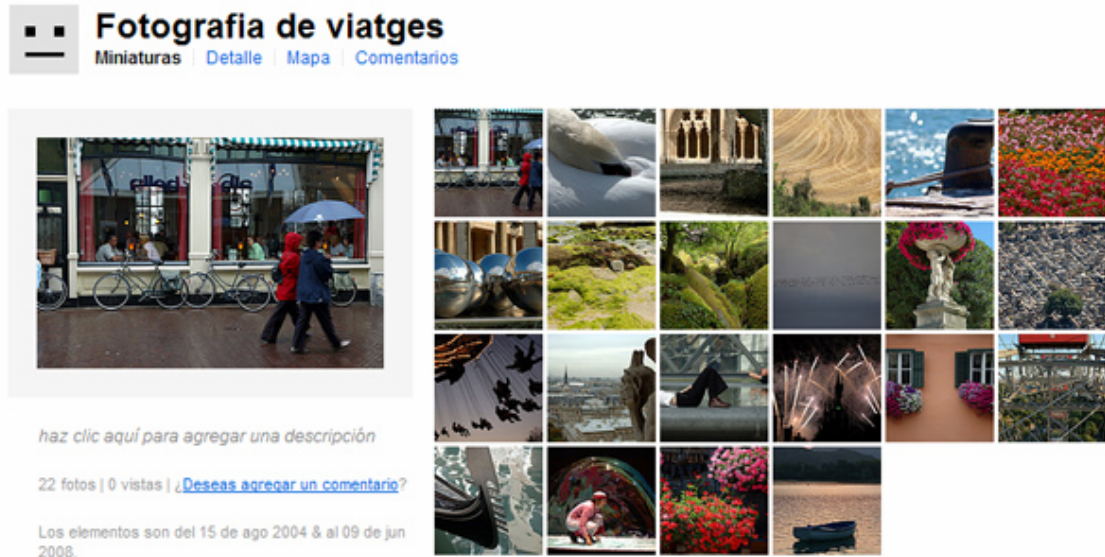 Fotografia de viatges
Miniaturas | Detalle | Mapa | Comentarios
haz clic aquí para agregar una descripción
22 fotos | 0 vistas | ¿Deseas agregar un comentario?
Los elementos son del 15 de ago 2004 & al 09 de jun
2008.